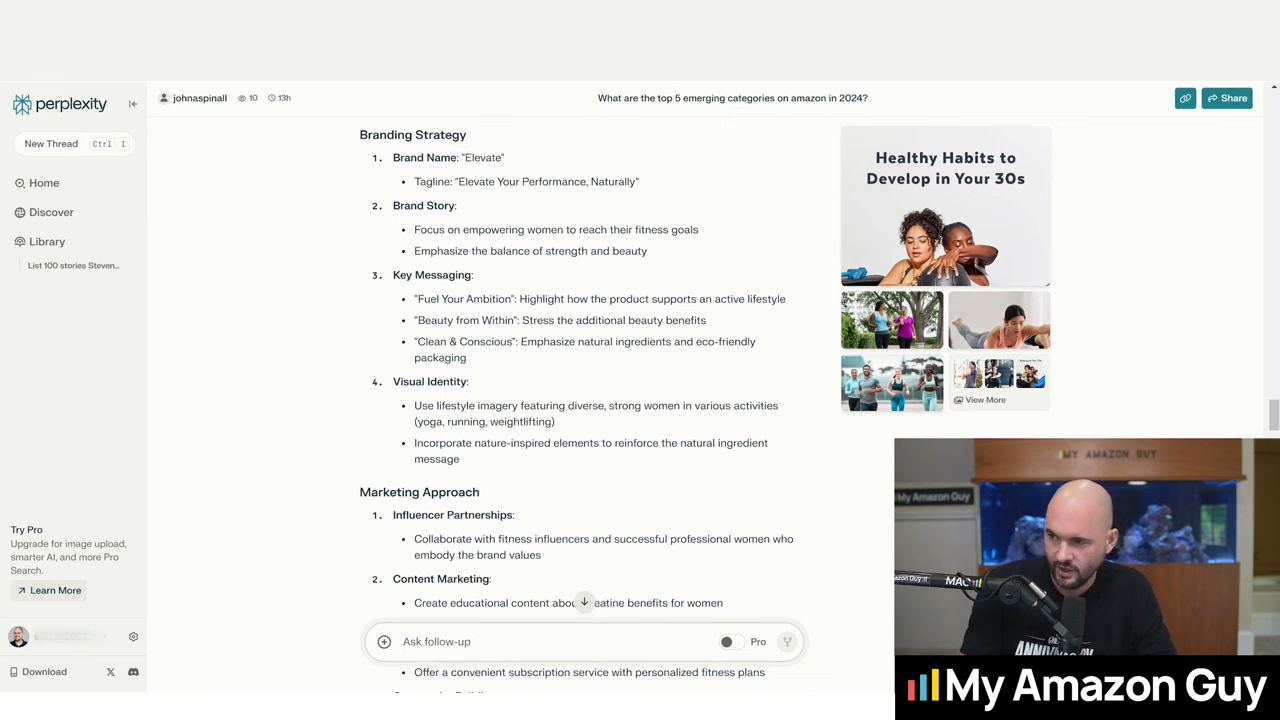 perplexity
New Thread Ctrl I
Home
Discover
Library
List 100 stories Steven...
Try Pro
Upgrade for image upload,
smarter AI, and more Pro
Search.
Learn More
Download
johnaspinall 10 13h
What are the top 5 emerging categories on amazon in 2024?
Share
Branding Strategy
1. Brand Name: "Elevate"
• Tagline: "Elevate Your Performance, Naturally"
2. Brand Story:
• Focus on empowering women to reach their fitness goals
• Emphasize the balance of strength and beauty
3. Key Messaging:
• "Fuel Your Ambition": Highlight how the product supports an active lifestyle
• "Beauty from Within": Stress the additional beauty benefits
• "Clean & Conscious": Emphasize natural ingredients and eco-friendly
packaging
4. Visual Identity:
• Use lifestyle imagery featuring diverse, strong women in various activities
(yoga, running, weightlifting)
• Incorporate nature-inspired elements to reinforce the natural ingredient
message
Marketing Approach
1. Influencer Partnerships:
• Collaborate with fitness influencers and successful professional women who
embody the brand values
2. Content Marketing:
• Create educational content benefits for women
Ask follow-up
Pro
• Offer a convenient subscription service with personalized fitness plans
Healthy Habits to
Develop in Your 30s
View More
MY AMAZON GUY
My Amazon Guy
My Amazon Guy